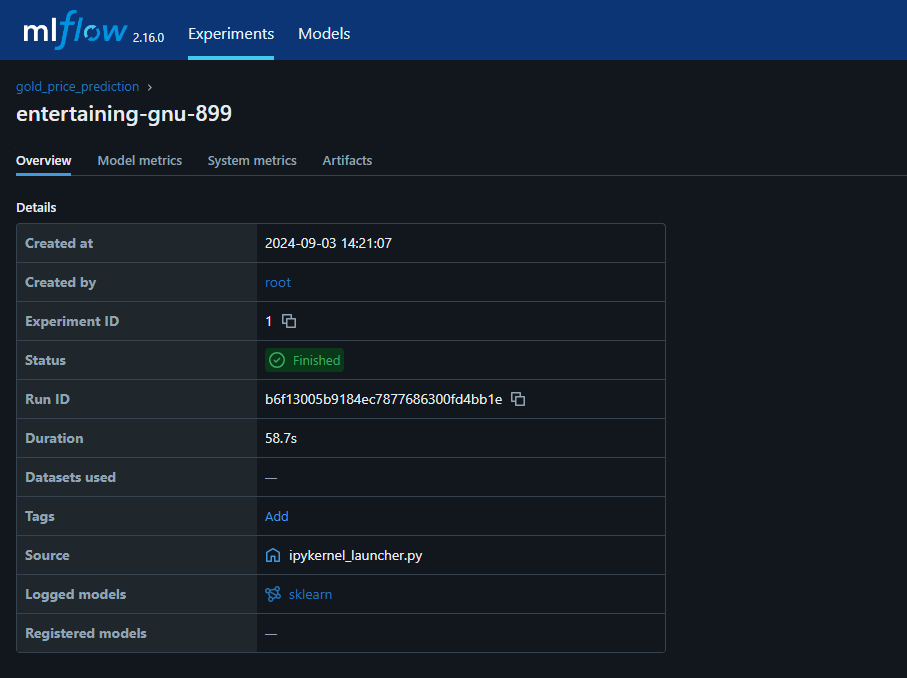 mlflow 2.16.0 Experiments Models
gold_price_prediction ›
entertaining-gnu-899
Overview Model metrics System metrics Artifacts
Details
Created at 2024-09-03 14:21:07
Created by root
Experiment ID 1
Status Finished
Run ID b6f13005b9184ec7877686300fd4bb1e
Duration 58.7s
Datasets used —
Tags Add
Source ipykernel_launcher.py
Logged models sklearn
Registered models —